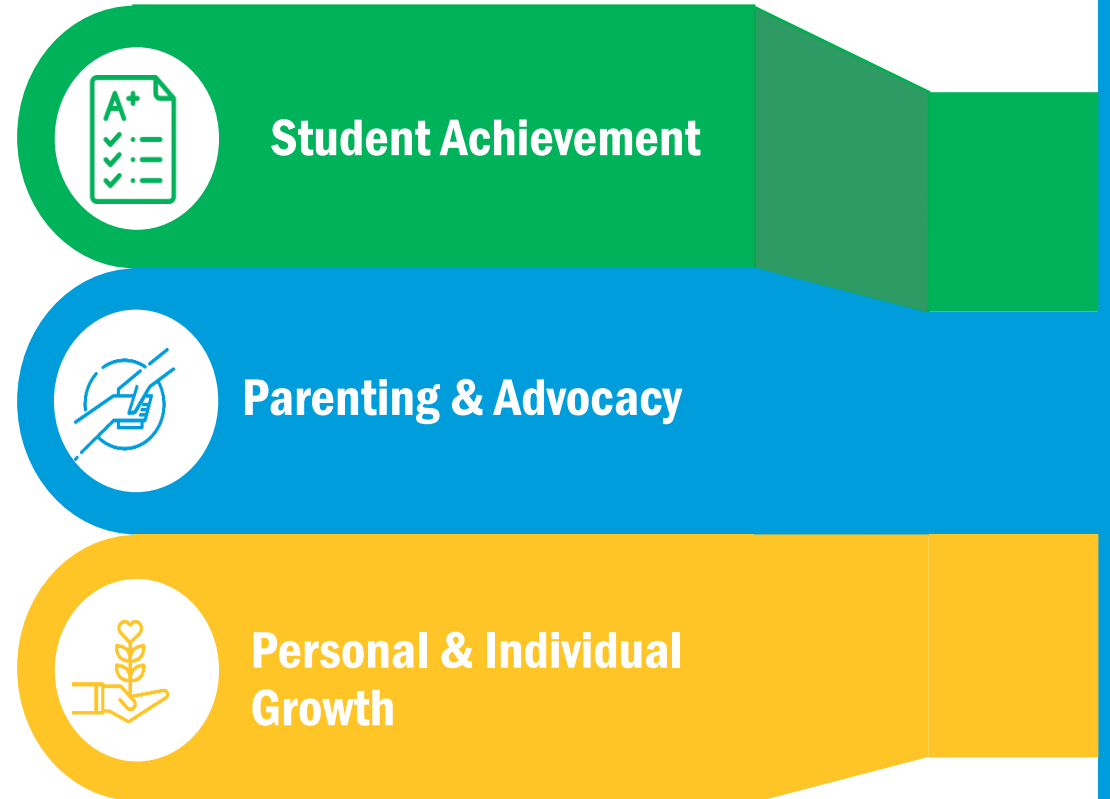 A+
Student Achievement
Parenting & Advocacy
Personal & Individual
Growth